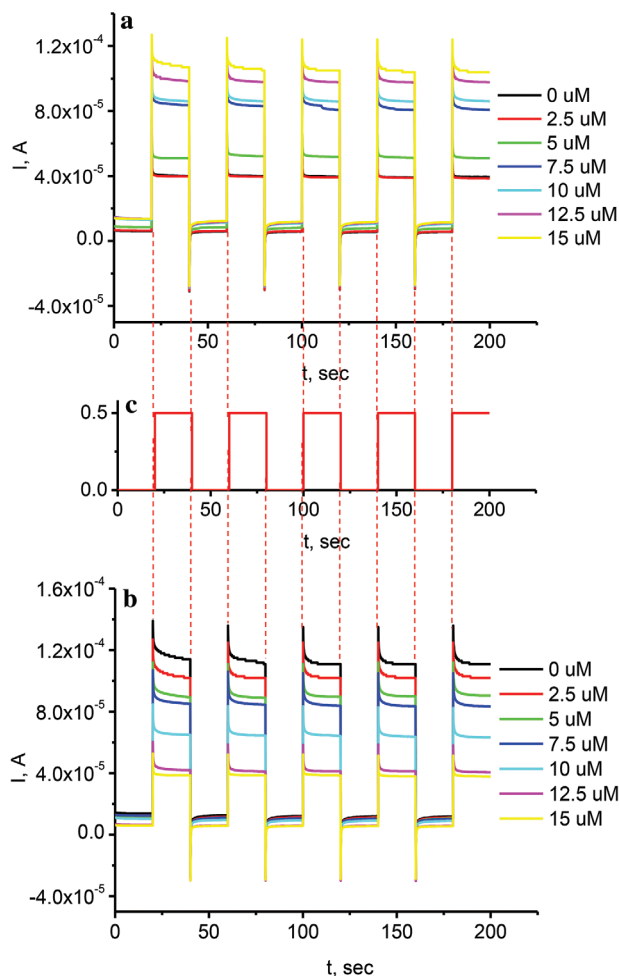 a
1.2x10-4
8.0x10-5
4.0x10-5
0.0
-4.0x10-5
I, A
0 50 100 150 200
t, sec
0 uM
2.5 uM
5 uM
7.5 uM
10 uM
12.5 uM
15 uM
c
0.5
0.0
0 50 100 150 200
t, sec
b
1.6x10-4
1.2x10-4
8.0x10-5
4.0x10-5
0.0
-4.0x10-5
I, A
0 50 100 150 200
t, sec
0 uM
2.5 uM
5 uM
7.5 uM
10 uM
12.5 uM
15 uM